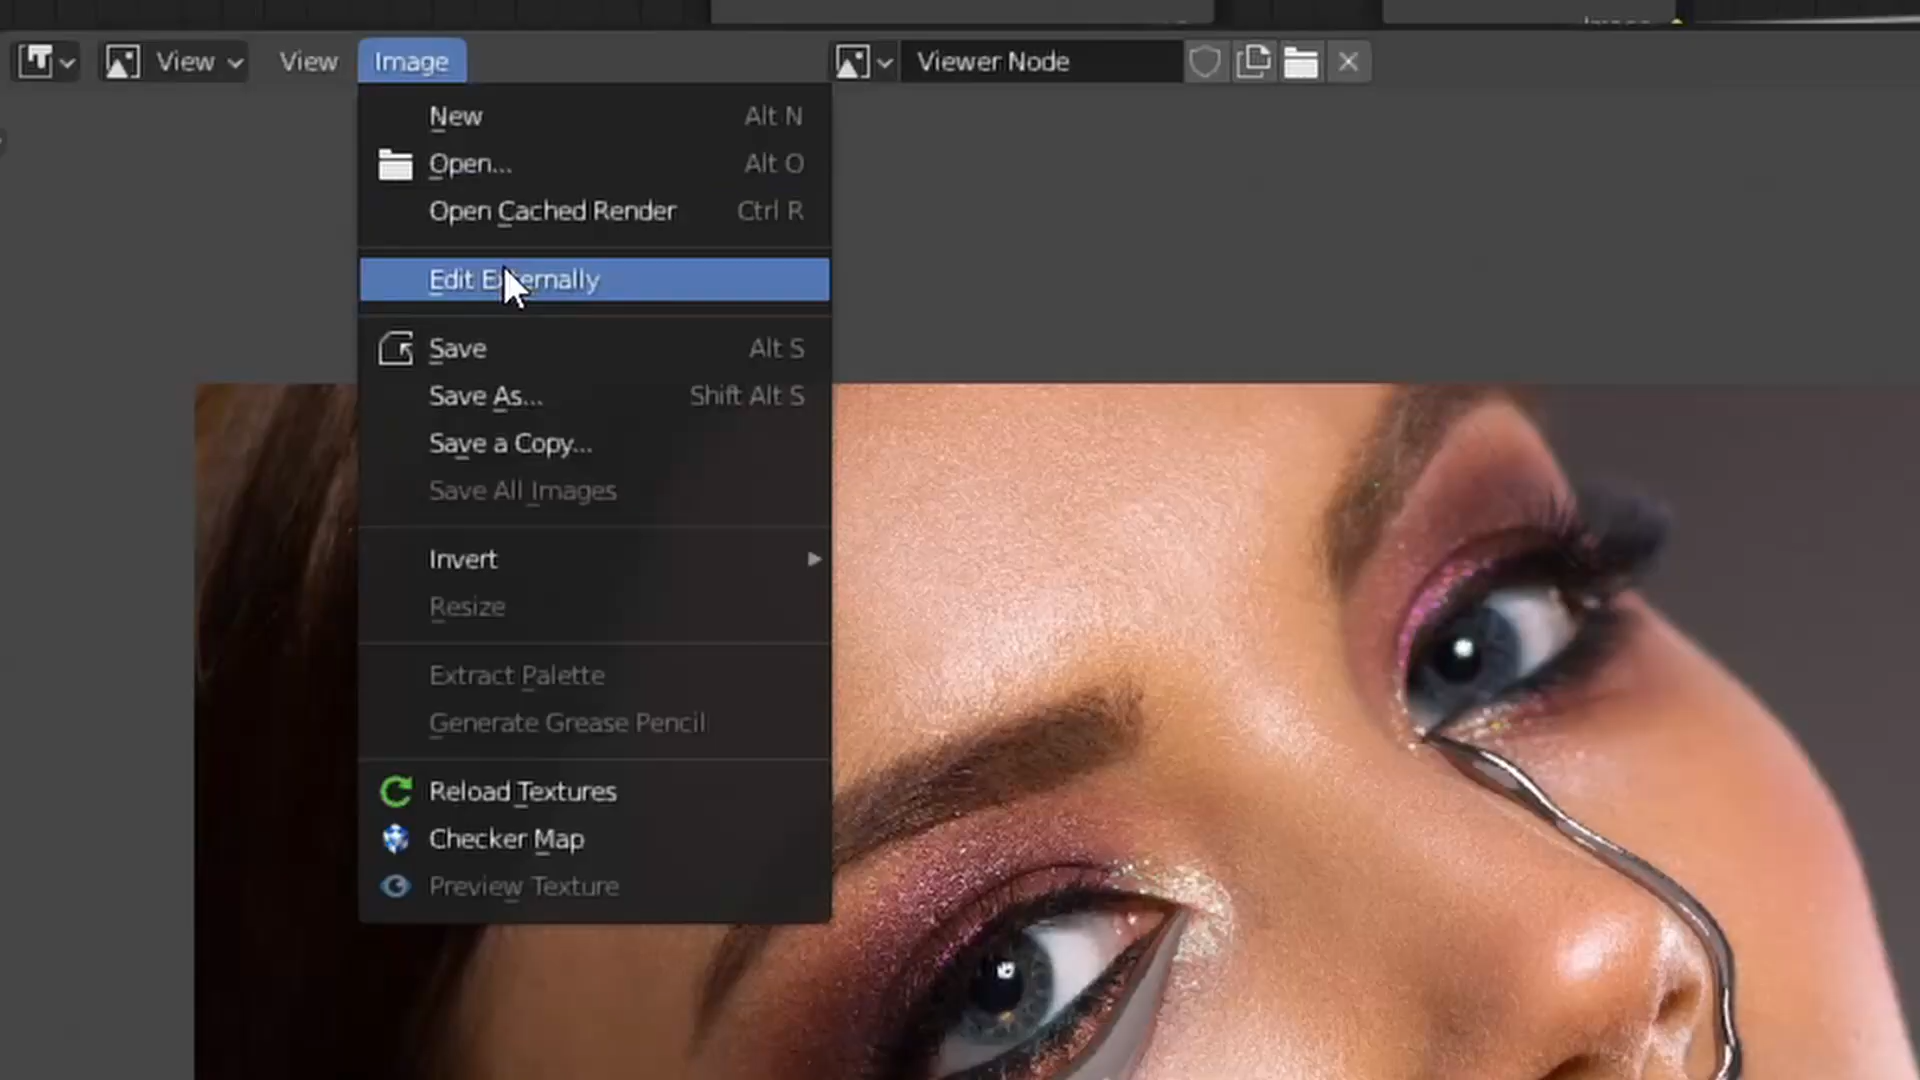 View
View
Image
Viewer Node
New Alt N
Open... Alt O
Open Cached Render Ctrl R
Edit Externally
Save Alt S
Save As... Shift Alt S
Save a Copy...
Save All Images
Invert
Resize
Extract Palette
Generate Grease Pencil
Reload Textures
Checker Map
Preview Texture